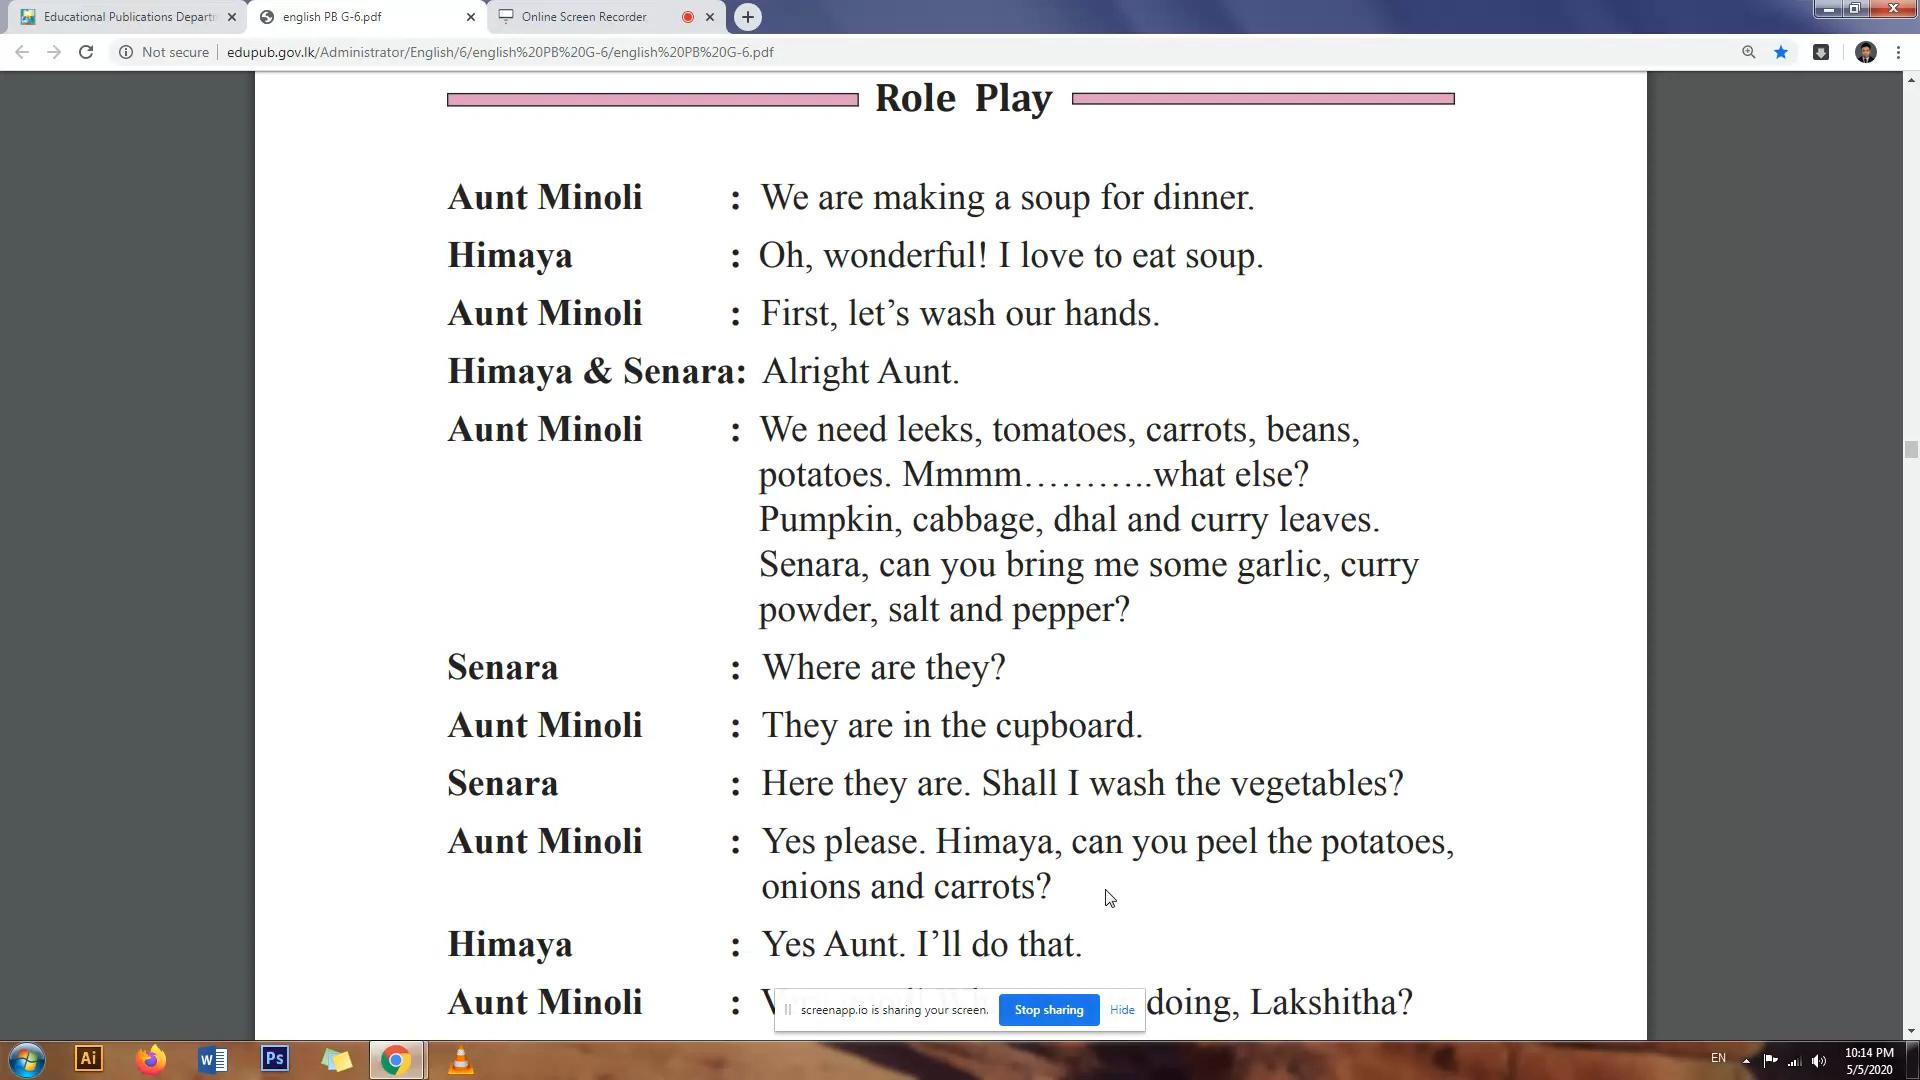 Educational Publications Departm
english PB G-6.pdf
Online Screen Recorder
Not secure
edupub.gov.lk/Administrator/English/6/english%20PB%20G-6/english%20PB%20G-6.pdf
Role Play
Aunt Minoli : We are making a soup for dinner.
Himaya : Oh, wonderful! I love to eat soup.
Aunt Minoli : First, let’s wash our hands.
Himaya & Senara: Alright Aunt.
Aunt Minoli : We need leeks, tomatoes, carrots, beans,
potatoes. Mmmm………..what else?
Pumpkin, cabbage, dhal and curry leaves.
Senara, can you bring me some garlic, curry
powder, salt and pepper?
Senara : Where are they?
Aunt Minoli : They are in the cupboard.
Senara : Here they are. Shall I wash the vegetables?
Aunt Minoli : Yes please. Himaya, can you peel the potatoes,
onions and carrots?
Himaya : Yes Aunt. I’ll do that.
Aunt Minoli : doing, Lakshitha?
screenapp.io is sharing your screen.
Stop sharing
Hide
Ai
W
Ps
EN
10:14 PM
5/5/2020